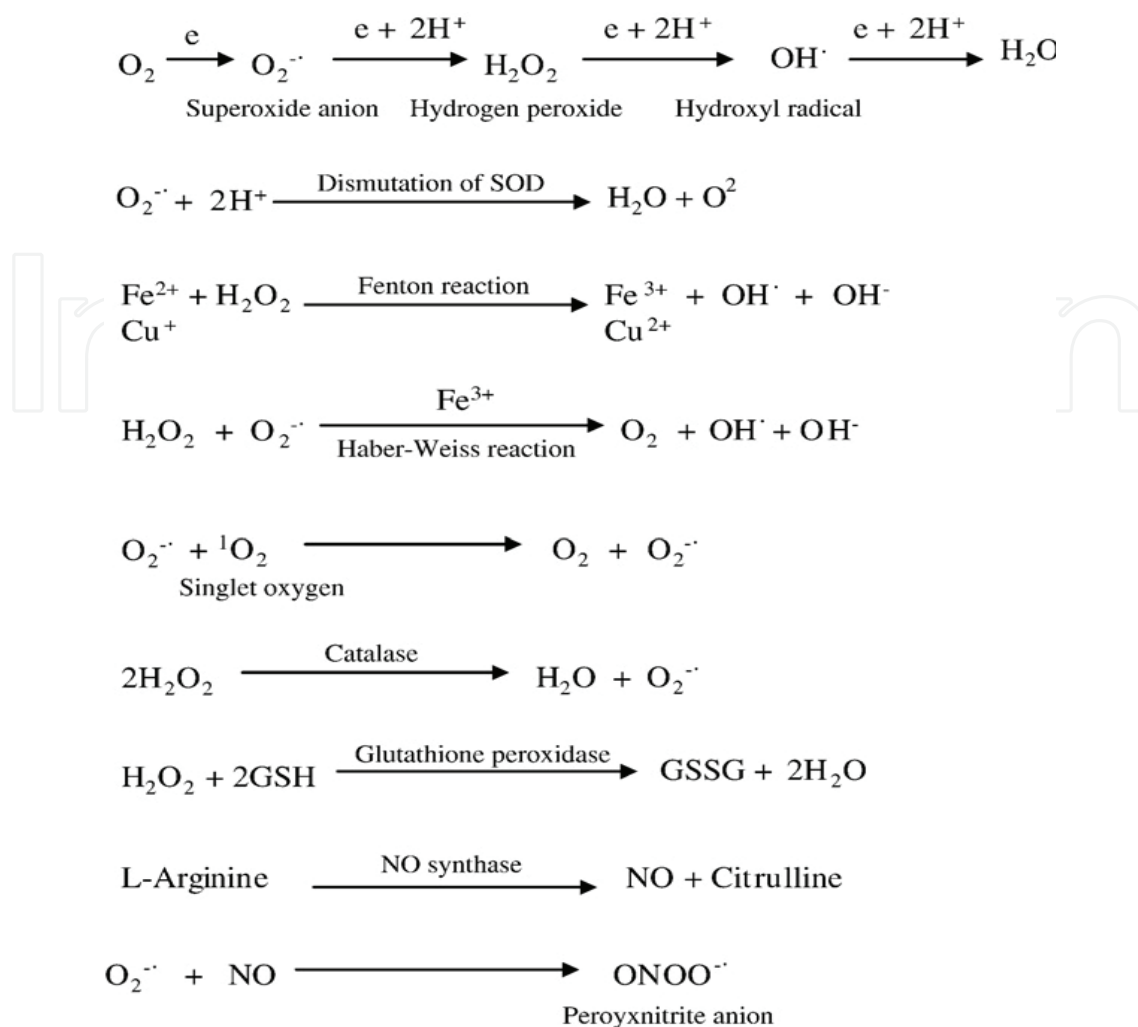 e e + 2H⁺ e + 2H⁺ e + 2H⁺
O₂ O₂⁻· H₂O₂ OH· H₂O
Superoxide anion Hydrogen peroxide Hydroxyl radical
Dismutation of SOD
O₂⁻· + 2H⁺ H₂O + O²
Fenton reaction
Fe²⁺ + H₂O₂ Fe³⁺ + OH· + OH⁻
Cu⁺ Cu²⁺
Fe³⁺
H₂O₂ + O₂⁻· O₂ + OH· + OH⁻
Haber-Weiss reaction
O₂⁻· + ¹O₂ O₂ + O₂⁻·
Singlet oxygen
Catalase
2H₂O₂ H₂O + O₂⁻·
Glutathione peroxidase
H₂O₂ + 2GSH GSSG + 2H₂O
NO synthase
L-Arginine NO + Citrulline
O₂⁻· + NO ONOO⁻·
Peroyxnitrite anion